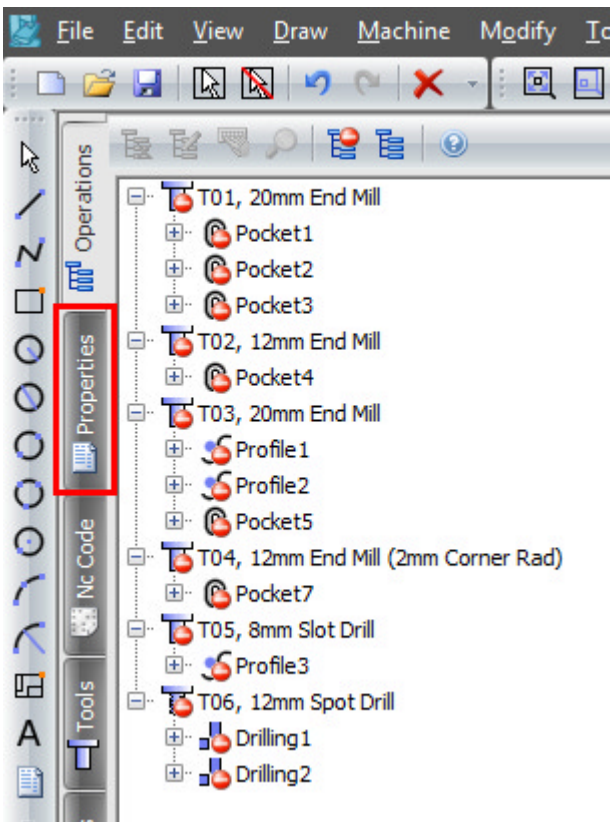 File Edit View Draw Machine Modify
Operations
T01, 20mm End Mill
Pocket1
Pocket2
Pocket3
Properties
T02, 12mm End Mill
Pocket4
T03, 20mm End Mill
Profile1
Profile2
Pocket5
Nc Code
T04, 12mm End Mill (2mm Corner Rad)
Pocket7
T05, 8mm Slot Drill
Profile3
Tools
T06, 12mm Spot Drill
Drilling1
Drilling2
A